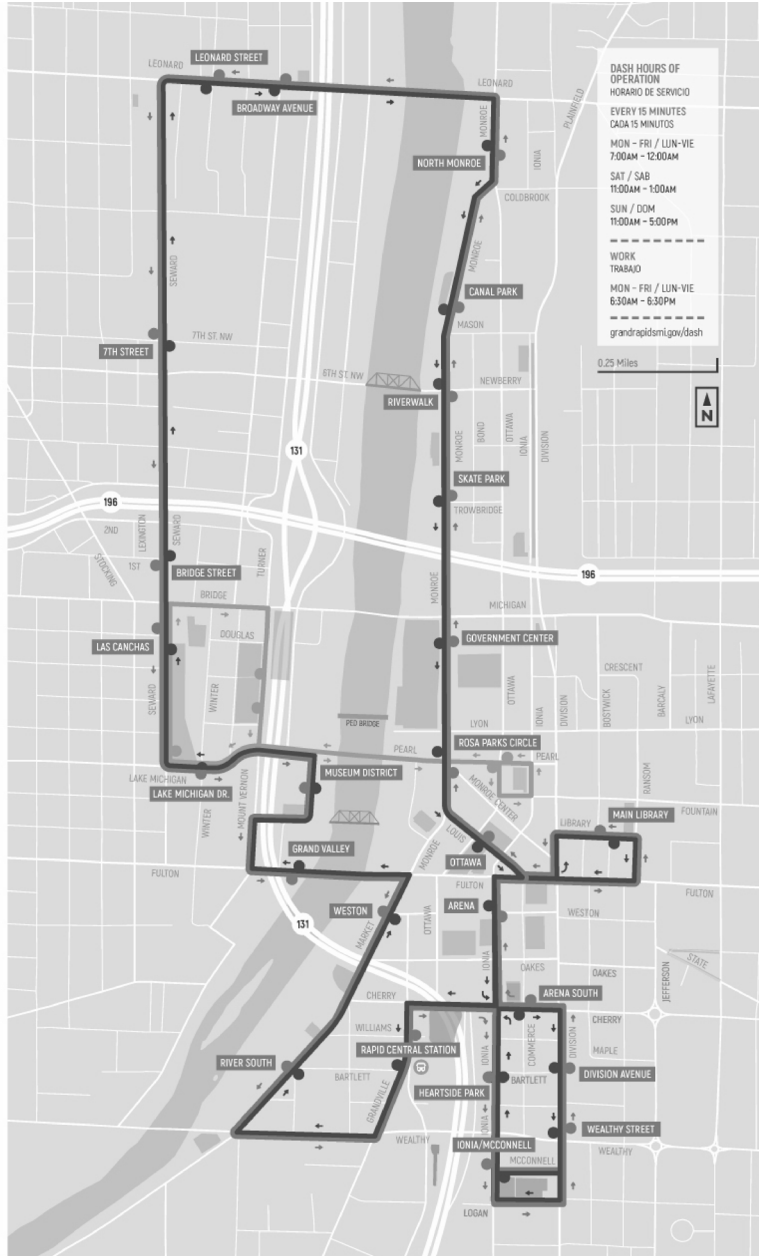 LEONARD STREET
LEONARD
LEONARD
BROADWAY AVENUE
MONROE
PLAINFIELD
NORTH MONROE
IONIA
COLDBROOK
MONROE
SEWARD
CANAL PARK
MASON
7TH STREET
7TH ST. NW
6TH ST. NW
NEWBERRY
RIVERWALK
MONROE
BOND
OTTAWA
IONIA
DIVISION
131
SKATE PARK
TROWBRIDGE
196
2ND
LEXINGTON
SEWARD
STOCKING
1ST
BRIDGE STREET
TURNER
196
BRIDGE
MONROE
MICHIGAN
LAS CANCHAS
DOUGLAS
GOVERNMENT CENTER
CRESCENT
SEWARD
WINTER
OTTAWA
IONIA
DIVISION
BOSTWICK
BARCALY
LAFAYETTE
PED BRIDGE
LYON
LYON
PEARL
ROSA PARKS CIRCLE
PEARL
LAKE MICHIGAN
MUSEUM DISTRICT
LAKE MICHIGAN DR.
MONROE CENTER
RANSOM
WINTER
MOUNT VERNON
FOUNTAIN
MAIN LIBRARY
LIBRARY
LOUIS
MONROE
OTTAWA
GRAND VALLEY
FULTON
FULTON
FULTON
WESTON
ARENA
WESTON
131
MARKET
OTTAWA
IONIA
OAKES
OAKES
STATE
JEFFERSON
CHERRY
ARENA SOUTH
CHERRY
WILLIAMS
COMMERCE
DIVISION
MAPLE
RAPID CENTRAL STATION
IONIA
RIVER SOUTH
BARTLETT
BARTLETT
DIVISION AVENUE
HEARTSIDE PARK
GRANDVILLE
IONIA
WEALTHY STREET
WEALTHY
IONIA/MCCONNELL
WEALTHY
MCCONNELL
LOGAN
DASH HOURS OF
OPERATION
HORARIO DE SERVICIO
EVERY 15 MINUTES
CADA 15 MINUTOS
MON - FRI / LUN-VIE
7:00AM - 12:00AM
SAT / SAB
11:00AM - 1:00AM
SUN / DOM
11:00AM - 5:00PM
WORK
TRABAJO
MON - FRI / LUN-VIE
6:30AM - 6:30PM
grandrapidsmi.gov/dash
0.25 Miles
N